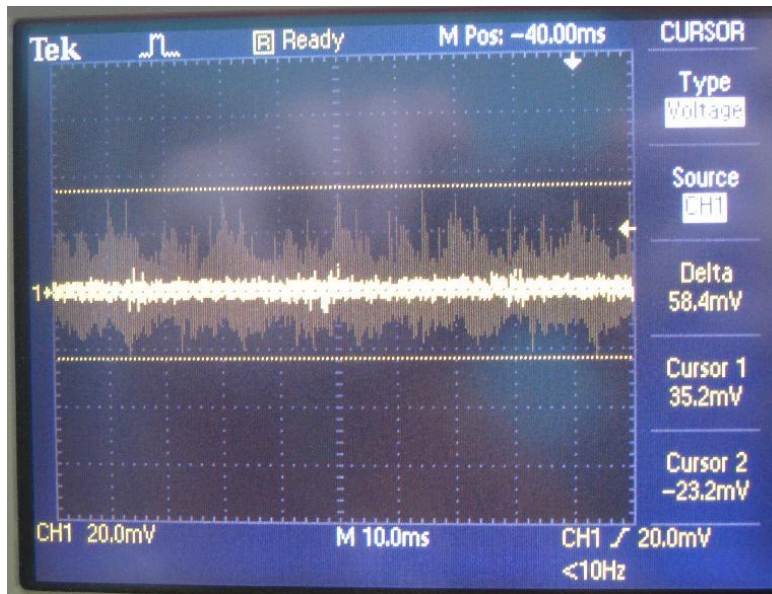 Tek R Ready M Pos: -40.00ms CURSOR
Type
Voltage
Source
CH1
1
Delta
58.4mV
Cursor 1
35.2mV
Cursor 2
-23.2mV
CH1 20.0mV M 10.0ms CH1 20.0mV
<10Hz